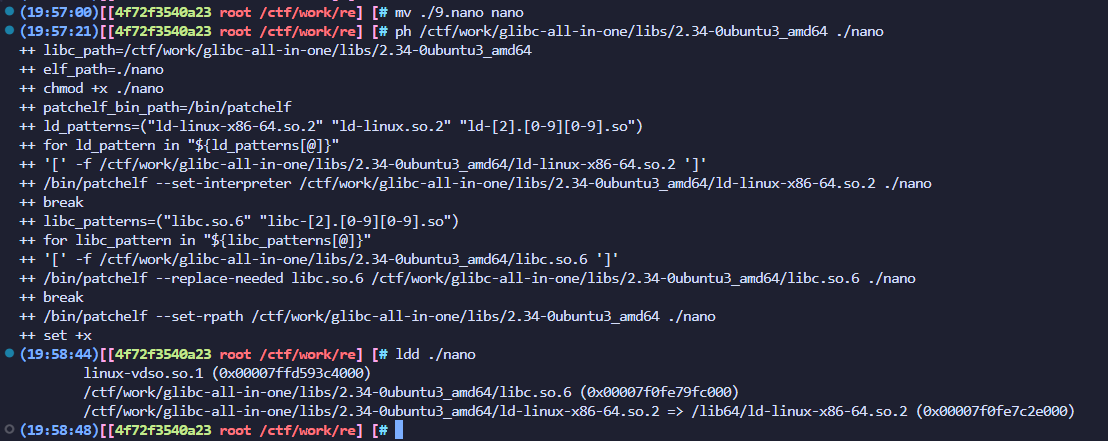 (19:57:00)[[4f72f3540a23 root /ctf/work/re] [# mv ./9.nano nano
(19:57:21)[[4f72f3540a23 root /ctf/work/re] [# ph /ctf/work/glibc-all-in-one/libs/2.34-0ubuntu3_amd64 ./nano
++ libc_path=/ctf/work/glibc-all-in-one/libs/2.34-0ubuntu3_amd64
++ elf_path=./nano
++ chmod +x ./nano
++ patchelf_bin_path=/bin/patchelf
++ ld_patterns=("ld-linux-x86-64.so.2" "ld-linux.so.2" "ld-[2].[0-9][0-9].so")
++ for ld_pattern in "${ld_patterns[@]}"
++ '[' -f /ctf/work/glibc-all-in-one/libs/2.34-0ubuntu3_amd64/ld-linux-x86-64.so.2 ']'
++ /bin/patchelf --set-interpreter /ctf/work/glibc-all-in-one/libs/2.34-0ubuntu3_amd64/ld-linux-x86-64.so.2 ./nano
++ break
++ libc_patterns=("libc.so.6" "libc-[2].[0-9][0-9].so")
++ for libc_pattern in "${libc_patterns[@]}"
++ '[' -f /ctf/work/glibc-all-in-one/libs/2.34-0ubuntu3_amd64/libc.so.6 ']'
++ /bin/patchelf --replace-needed libc.so.6 /ctf/work/glibc-all-in-one/libs/2.34-0ubuntu3_amd64/libc.so.6 ./nano
++ break
++ /bin/patchelf --set-rpath /ctf/work/glibc-all-in-one/libs/2.34-0ubuntu3_amd64 ./nano
++ set +x
(19:58:44)[[4f72f3540a23 root /ctf/work/re] [# ldd ./nano
linux-vdso.so.1 (0x00007ffd593c4000)
/ctf/work/glibc-all-in-one/libs/2.34-0ubuntu3_amd64/libc.so.6 (0x00007f0fe79fc000)
/ctf/work/glibc-all-in-one/libs/2.34-0ubuntu3_amd64/ld-linux-x86-64.so.2 => /lib64/ld-linux-x86-64.so.2 (0x00007f0fe7c2e000)
(19:58:48)[[4f72f3540a23 root /ctf/work/re] [#